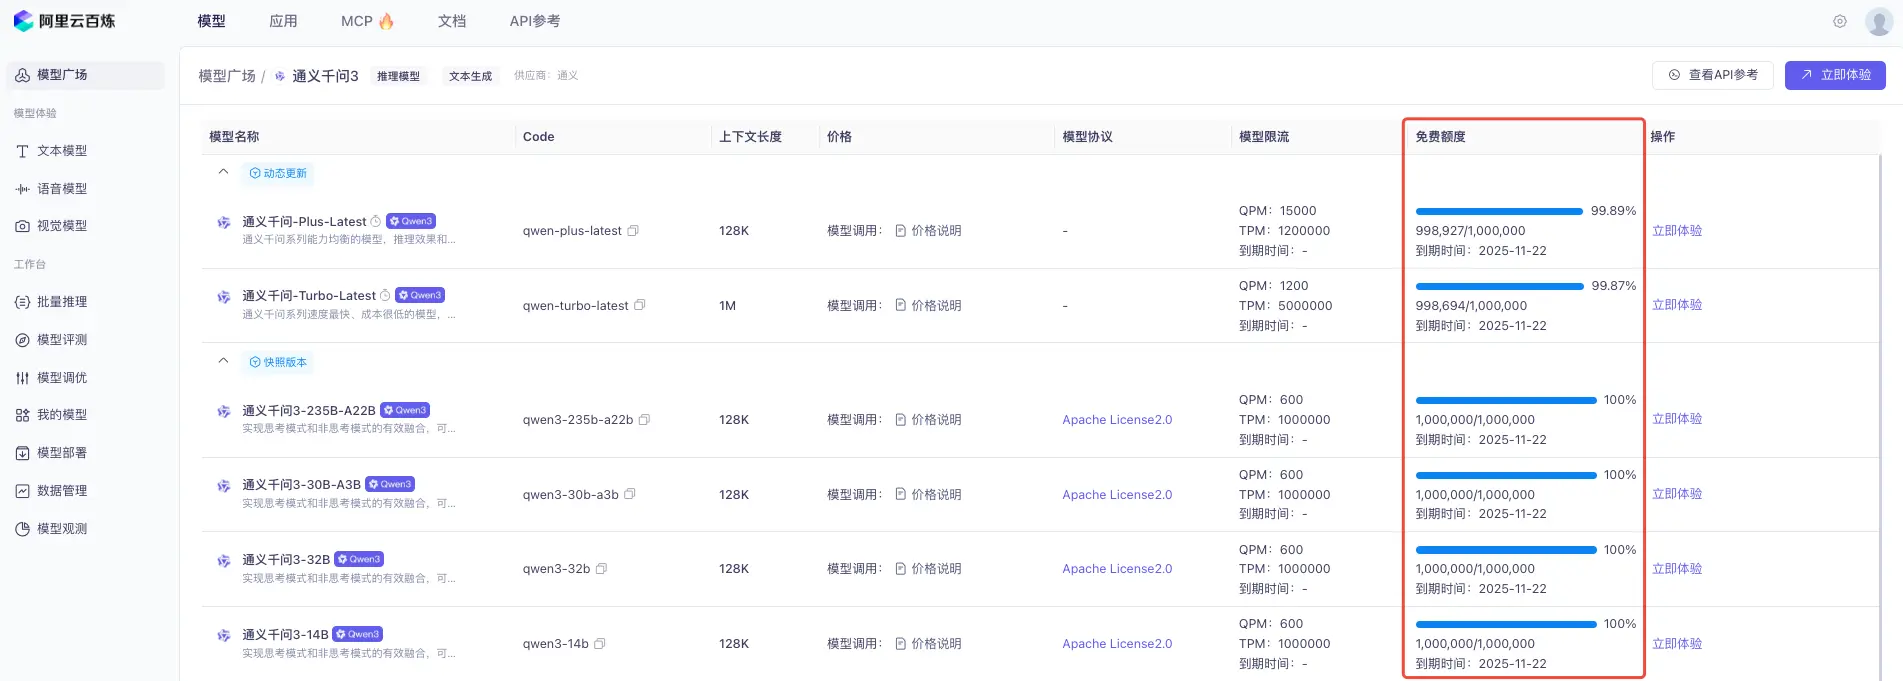 阿里云百炼
模型
应用
MCP
文档
API参考
模型广场
模型体验
文本模型
语音模型
视觉模型
工作台
批量推理
模型评测
模型调优
我的模型
模型部署
数据管理
模型观测
模型广场 / 通义千问3 推理模型 文本生成 供应商：通义
查看API参考
立即体验
模型名称 Code 上下文长度 价格 模型协议 模型限流 免费额度 操作
动态更新
通义千问-Plus-Latest Qwen3
通义千问系列能力均衡的模型，推理效果和...
qwen-plus-latest
128K
模型调用： 价格说明
-
QPM：15000
TPM：1200000
到期时间：-
99.89%
998,927/1,000,000
到期时间：2025-11-22
立即体验
通义千问-Turbo-Latest Qwen3
通义千问系列速度最快、成本很低的模型，...
qwen-turbo-latest
1M
模型调用： 价格说明
-
QPM：1200
TPM：5000000
到期时间：-
99.87%
998,694/1,000,000
到期时间：2025-11-22
立即体验
快照版本
通义千问3-235B-A22B Qwen3
实现思考模式和非思考模式的有效融合，可...
qwen3-235b-a22b
128K
模型调用： 价格说明
Apache License2.0
QPM：600
TPM：1000000
到期时间：-
100%
1,000,000/1,000,000
到期时间：2025-11-22
立即体验
通义千问3-30B-A3B Qwen3
实现思考模式和非思考模式的有效融合，可...
qwen3-30b-a3b
128K
模型调用： 价格说明
Apache License2.0
QPM：600
TPM：1000000
到期时间：-
100%
1,000,000/1,000,000
到期时间：2025-11-22
立即体验
通义千问3-32B Qwen3
实现思考模式和非思考模式的有效融合，可...
qwen3-32b
128K
模型调用： 价格说明
Apache License2.0
QPM：600
TPM：1000000
到期时间：-
100%
1,000,000/1,000,000
到期时间：2025-11-22
立即体验
通义千问3-14B Qwen3
实现思考模式和非思考模式的有效融合，可...
qwen3-14b
128K
模型调用： 价格说明
Apache License2.0
QPM：600
TPM：1000000
到期时间：-
100%
1,000,000/1,000,000
到期时间：2025-11-22
立即体验